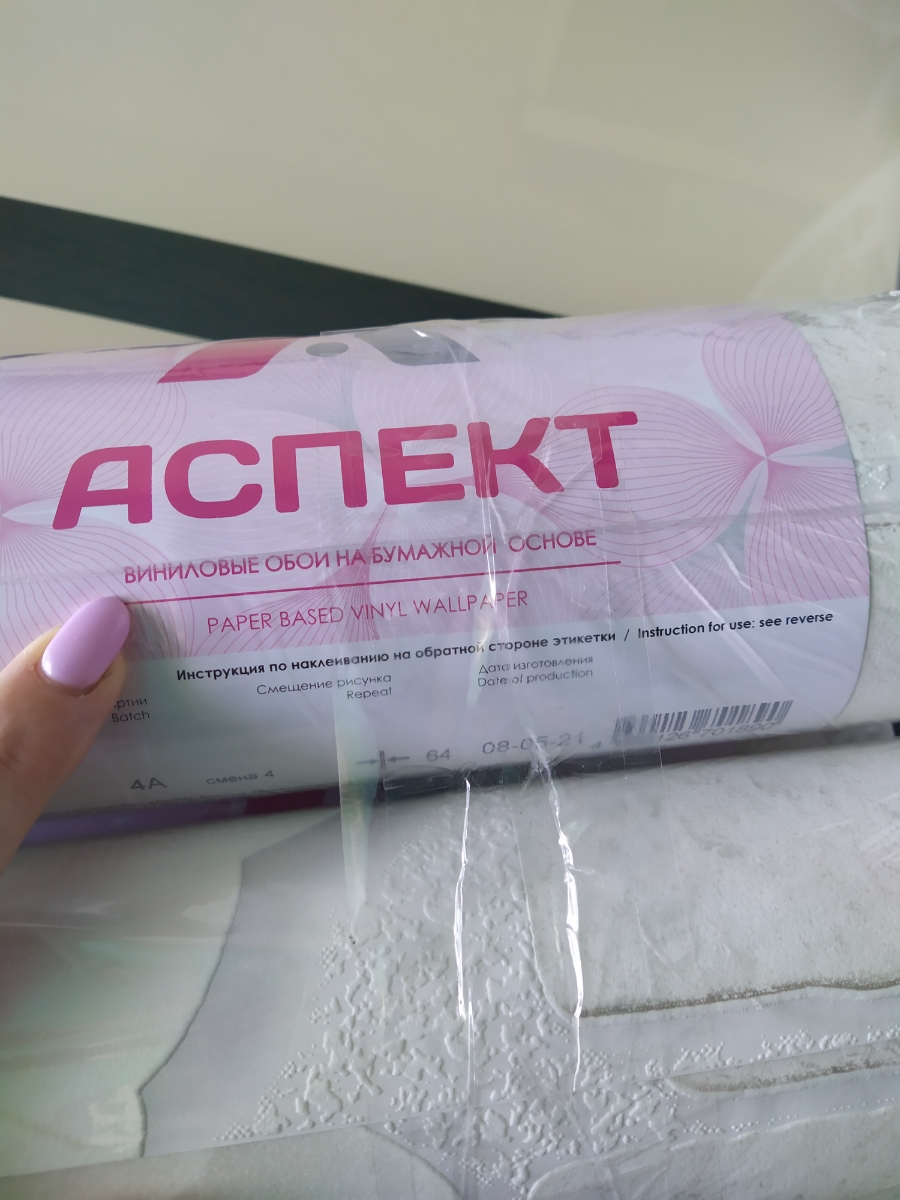 АСПЕКТ
ВИНИЛОВЫЕ ОБОИ НА БУМАЖНОЙ ОСНОВЕ
PAPER BASED VINYL WALLPAPER
Инструкция по наклеиванию на обратной стороне этикетки / Instruction for use: see reverse
Смещение рисунка
Repeat
Дата изготовления
Date of production
Batch
4А смена 4
64
08-05-21